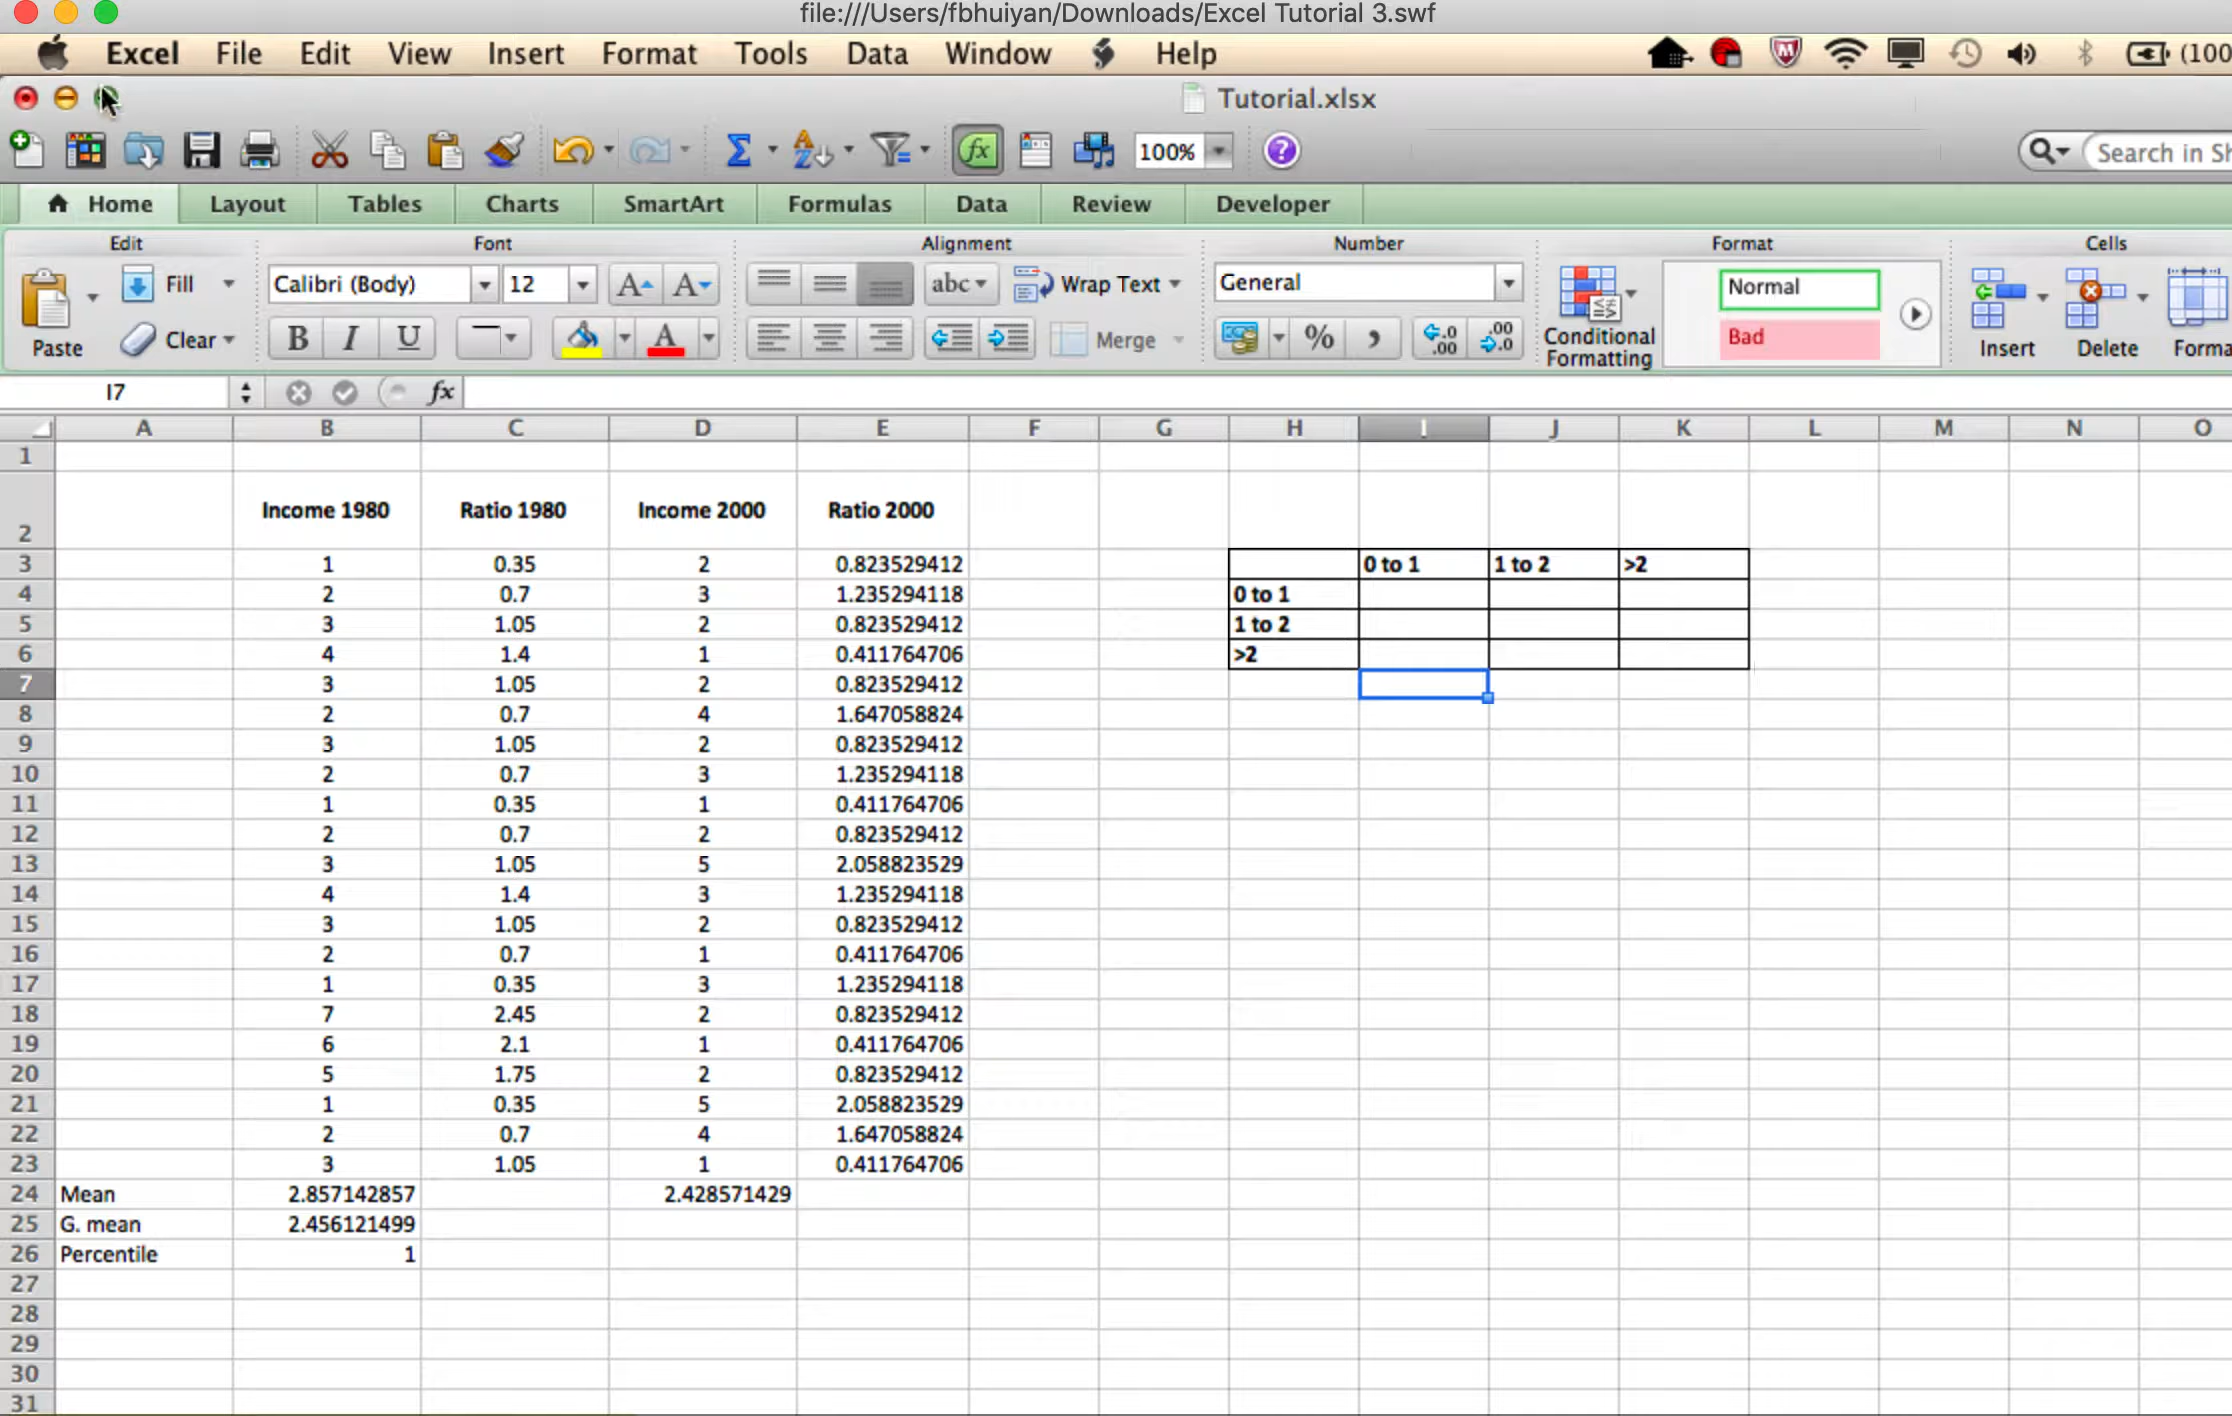 file:///Users/fbhuiyan/Downloads/Excel Tutorial 3.swf
Excel File Edit View Insert Format Tools Data Window Help (100
Tutorial.xlsx
100% Search in Sh
Home Layout Tables Charts SmartArt Formulas Data Review Developer
Edit Font Alignment Number Format Cells
Fill Calibri (Body) 12 A A abc Wrap Text General Normal
Paste Clear B I U A Merge % , .0 .00 .00 .0 Conditional Formatting Bad Insert Delete Forma
I7 fx
A B C D E F G H I J K L M N O
1
2 Income 1980 Ratio 1980 Income 2000 Ratio 2000
3 1 0.35 2 0.823529412 0 to 1 1 to 2 >2
4 2 0.7 3 1.235294118 0 to 1
5 3 1.05 2 0.823529412 1 to 2
6 4 1.4 1 0.411764706 >2
7 3 1.05 2 0.823529412
8 2 0.7 4 1.647058824
9 3 1.05 2 0.823529412
10 2 0.7 3 1.235294118
11 1 0.35 1 0.411764706
12 2 0.7 2 0.823529412
13 3 1.05 5 2.058823529
14 4 1.4 3 1.235294118
15 3 1.05 2 0.823529412
16 2 0.7 1 0.411764706
17 1 0.35 3 1.235294118
18 7 2.45 2 0.823529412
19 6 2.1 1 0.411764706
20 5 1.75 2 0.823529412
21 1 0.35 5 2.058823529
22 2 0.7 4 1.647058824
23 3 1.05 1 0.411764706
24 Mean 2.857142857 2.428571429
25 G. mean 2.456121499
26 Percentile 1
27
28
29
30
31